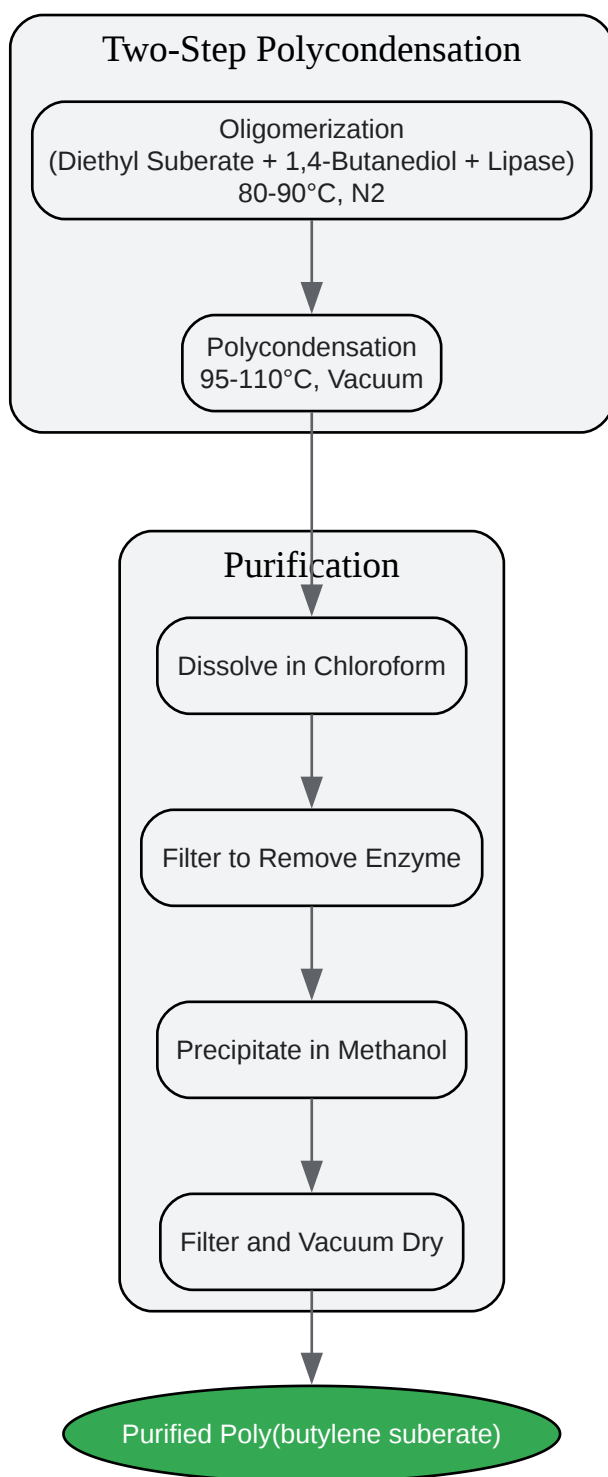 Two-Step Polycondensation
Oligomerization
(Diethyl Suberate + 1,4-Butanediol + Lipase)
80-90°C, N2
Polycondensation
95-110°C, Vacuum
Purification
Dissolve in Chloroform
Filter to Remove Enzyme
Precipitate in Methanol
Filter and Vacuum Dry
Purified Poly(butylene suberate)